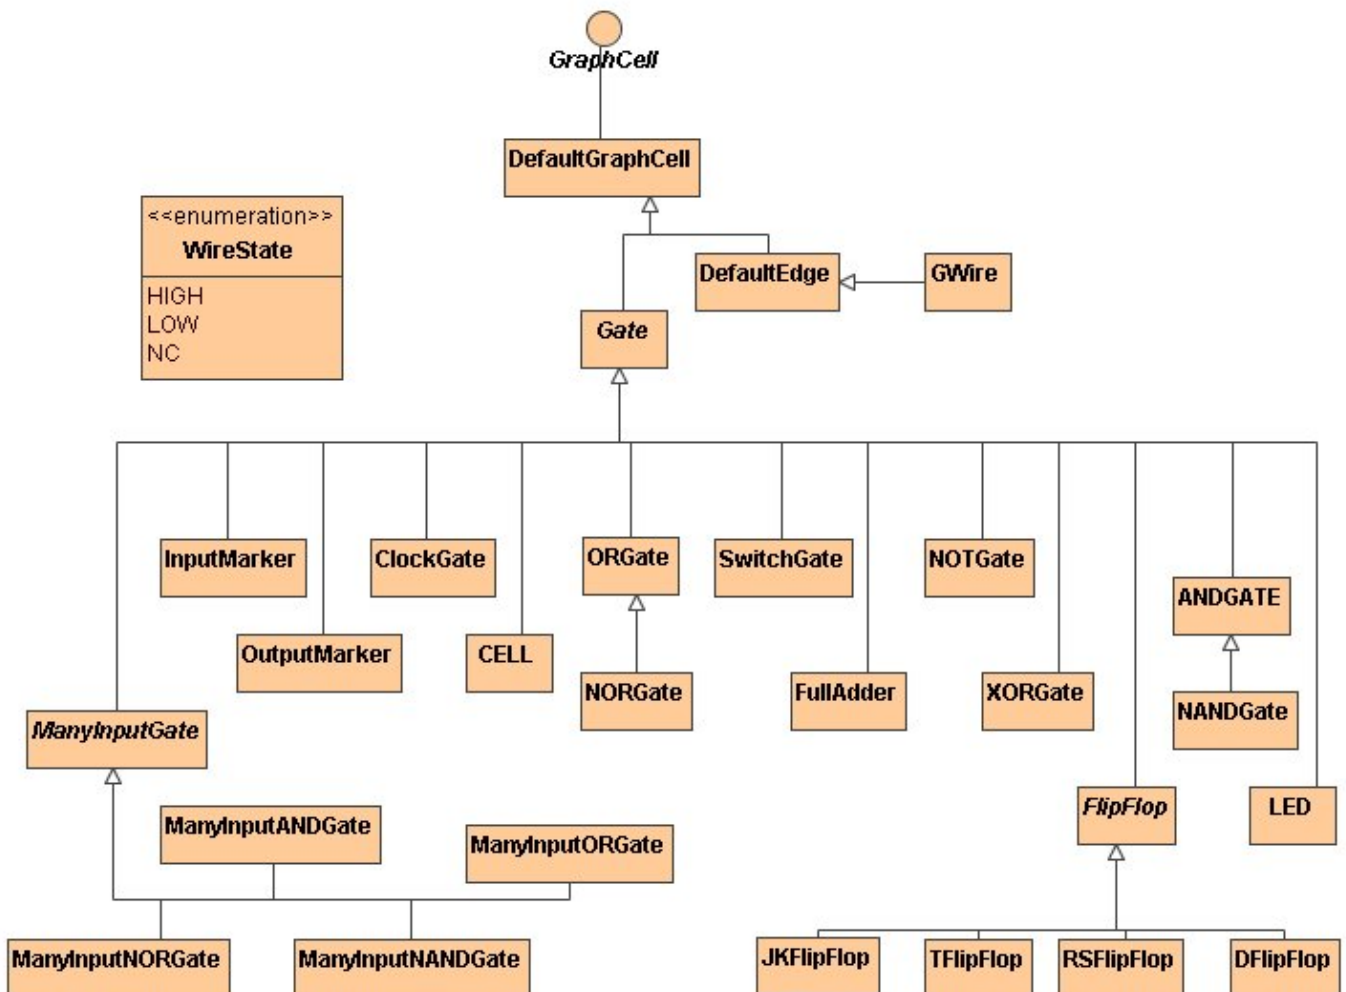 GraphCell
DefaultGraphCell
<<enumeration>>
WireState
HIGH
LOW
NC
DefaultEdge
GWire
Gate
InputMarker
ClockGate
ORGate
SwitchGate
NOTGate
ANDGATE
OutputMarker
CELL
NORGate
FullAdder
XORGate
NANDGate
ManyInputGate
FlipFlop
LED
ManyInputANDGate
ManyInputORGate
ManyInputNORGate
ManyInputNANDGate
JKFlipFlop
TFlipFlop
RSFlipFlop
DFlipFlop